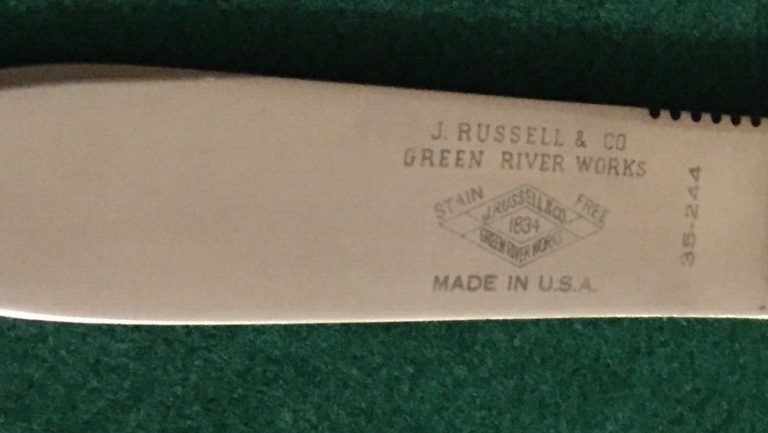 J. RUSSELL & CO
GREEN RIVER WORKS
STAIN FREE
J. RUSSELL & CO.
1834
GREEN RIVER WORKS
MADE IN U.S.A.
35-244